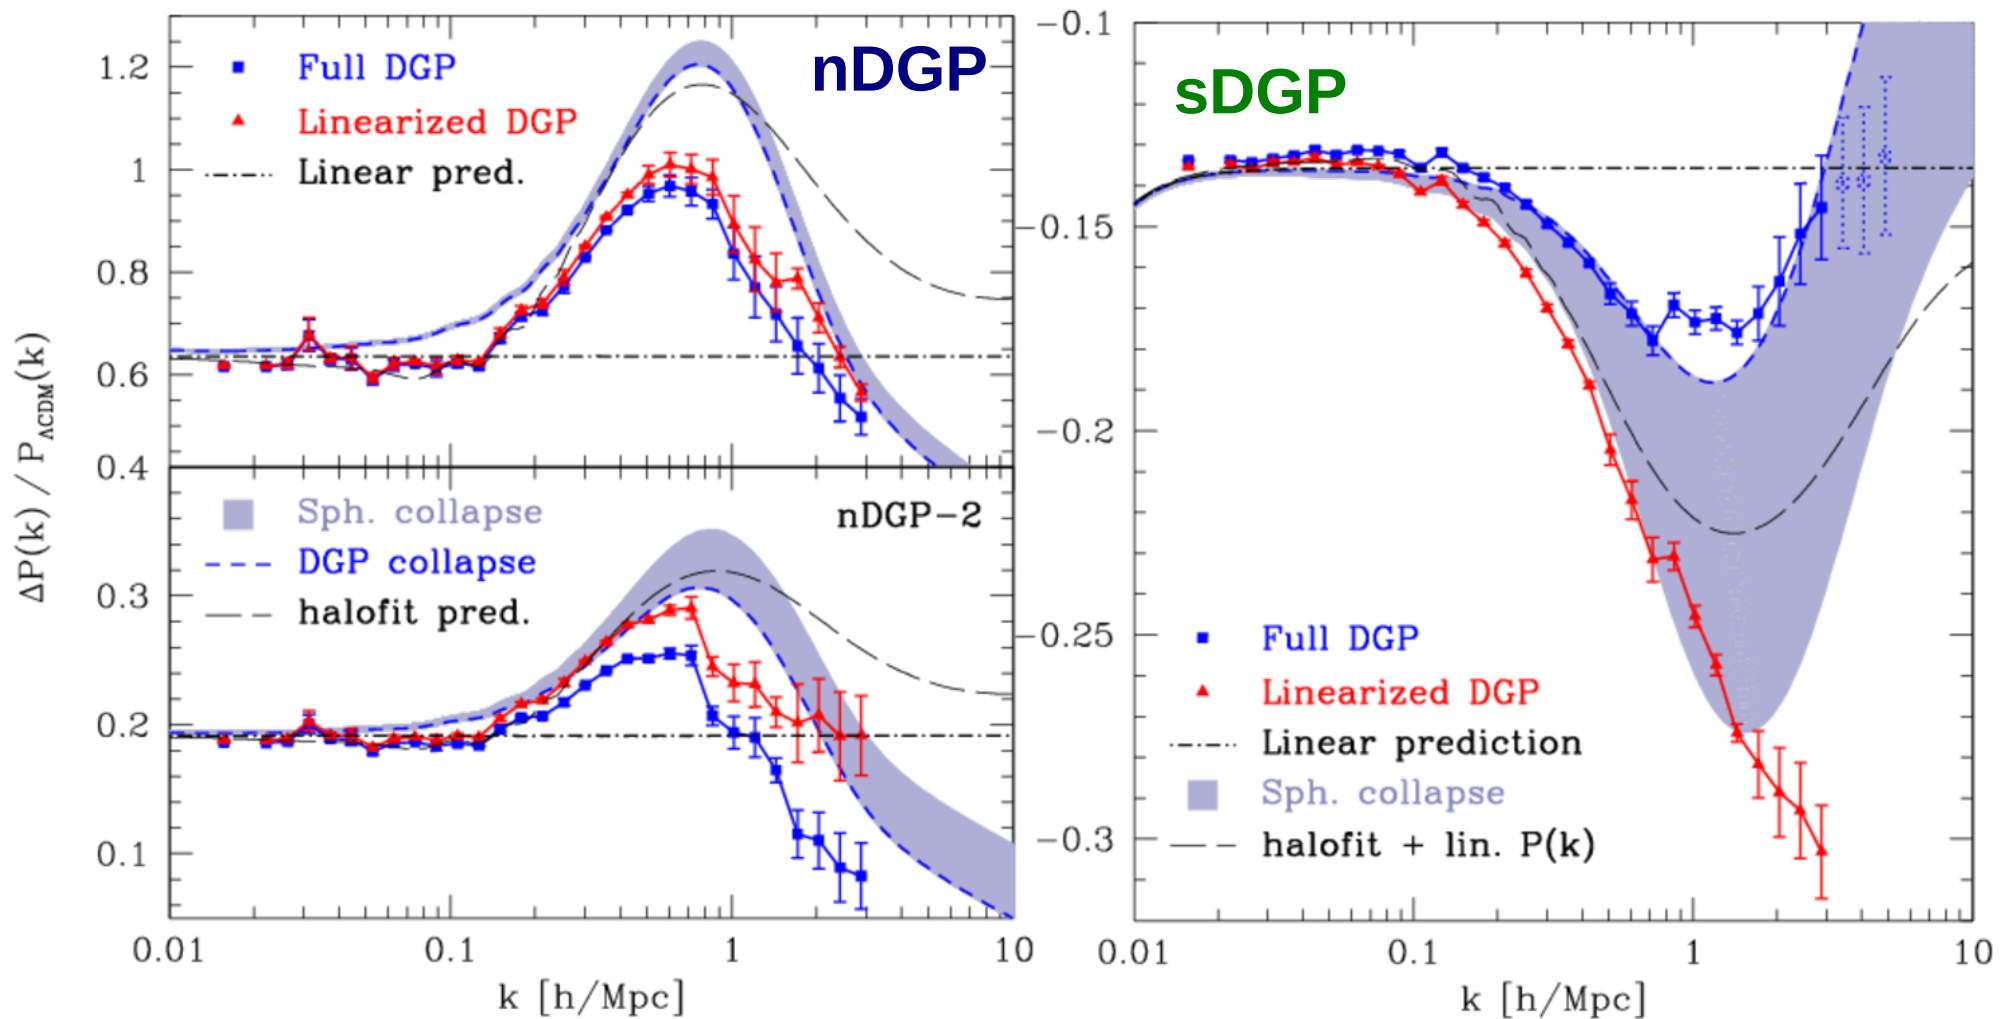 ΔP(k) / P_ΛCDM(k)
1.2
1
0.8
0.6
0.4
Full DGP
Linearized DGP
Linear pred.
nDGP
0.3
0.2
0.1
Sph. collapse
DGP collapse
halofit pred.
nDGP-2
0.01
0.1
1
10
k [h/Mpc]
-0.1
-0.15
-0.2
-0.25
-0.3
sDGP
Full DGP
Linearized DGP
Linear prediction
Sph. collapse
halofit + lin. P(k)
0.01
0.1
1
10
k [h/Mpc]